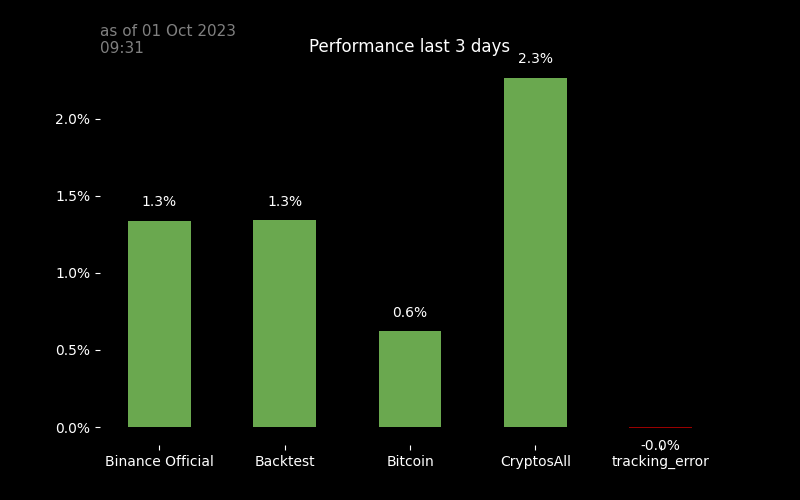 as of 01 Oct 2023
09:31
Performance last 3 days
2.3%
2.0%
1.5%
1.3%
1.3%
1.0%
0.6%
0.5%
0.0%
-0.0%
Binance Official
Backtest
Bitcoin
CryptosAll
tracking_error